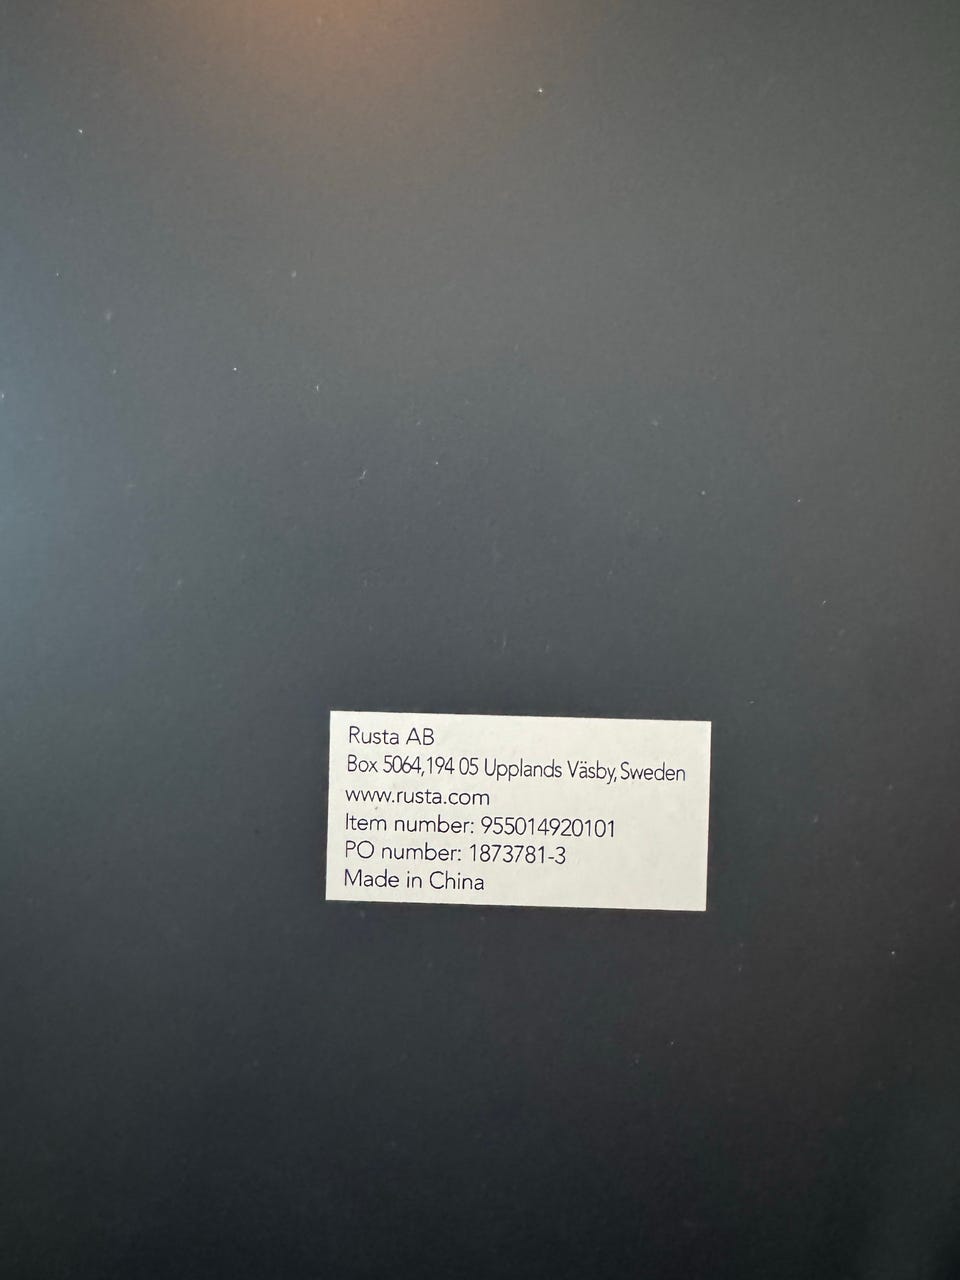 Rusta AB
Box 5064,194 05 Upplands Väsby, Sweden
www.rusta.com
Item number: 955014920101
PO number: 1873781-3
Made in China